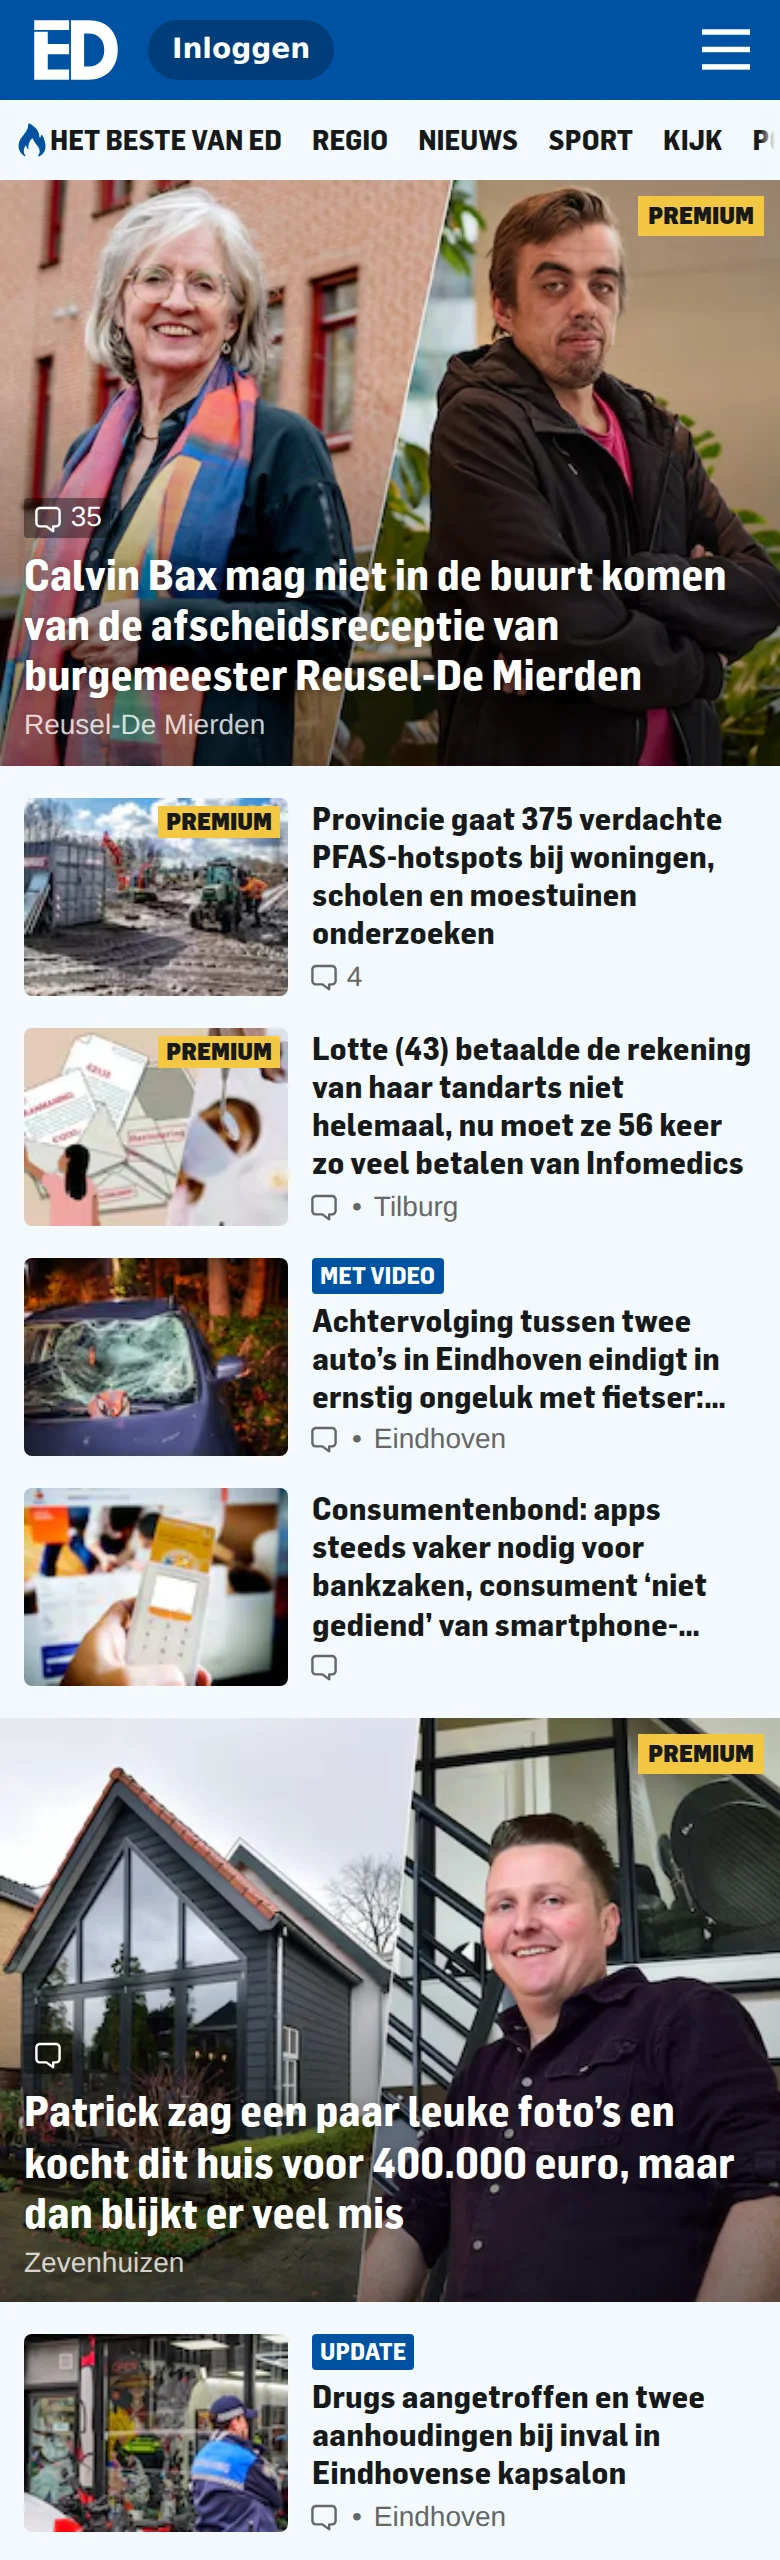 ED
Inloggen
HET BESTE VAN ED REGIO NIEUWS SPORT KIJK
PREMIUM
35
Calvin Bax mag niet in de buurt komen
van de afscheidsreceptie van
burgemeester Reusel-De Mierden
Reusel-De Mierden
PREMIUM
Provincie gaat 375 verdachte
PFAS-hotspots bij woningen,
scholen en moestuinen
onderzoeken
4
PREMIUM
Lotte (43) betaalde de rekening
van haar tandarts niet
helemaal, nu moet ze 56 keer
zo veel betalen van Infomedics
• Tilburg
MET VIDEO
Achtervolging tussen twee
auto’s in Eindhoven eindigt in
ernstig ongeluk met fietser:...
• Eindhoven
Consumentenbond: apps
steeds vaker nodig voor
bankzaken, consument ‘niet
gediend’ van smartphone-...
PREMIUM
Patrick zag een paar leuke foto’s en
kocht dit huis voor 400.000 euro, maar
dan blijkt er veel mis
Zevenhuizen
UPDATE
Drugs aangetroffen en twee
aanhoudingen bij inval in
Eindhovense kapsalon
• Eindhoven